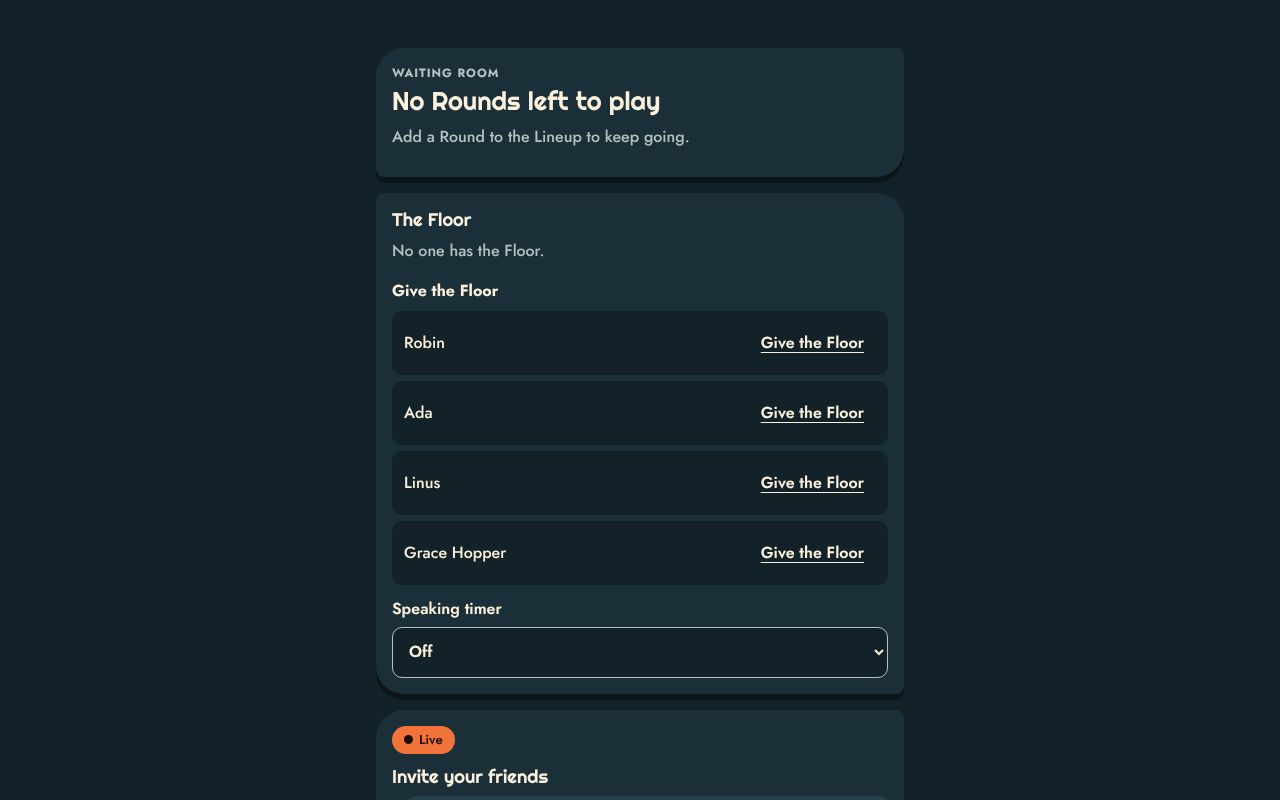 WAITING ROOM
No Rounds left to play
Add a Round to the Lineup to keep going.
The Floor
No one has the Floor.
Give the Floor
Robin Give the Floor
Ada Give the Floor
Linus Give the Floor
Grace Hopper Give the Floor
Speaking timer
Off
Live
Invite your friends